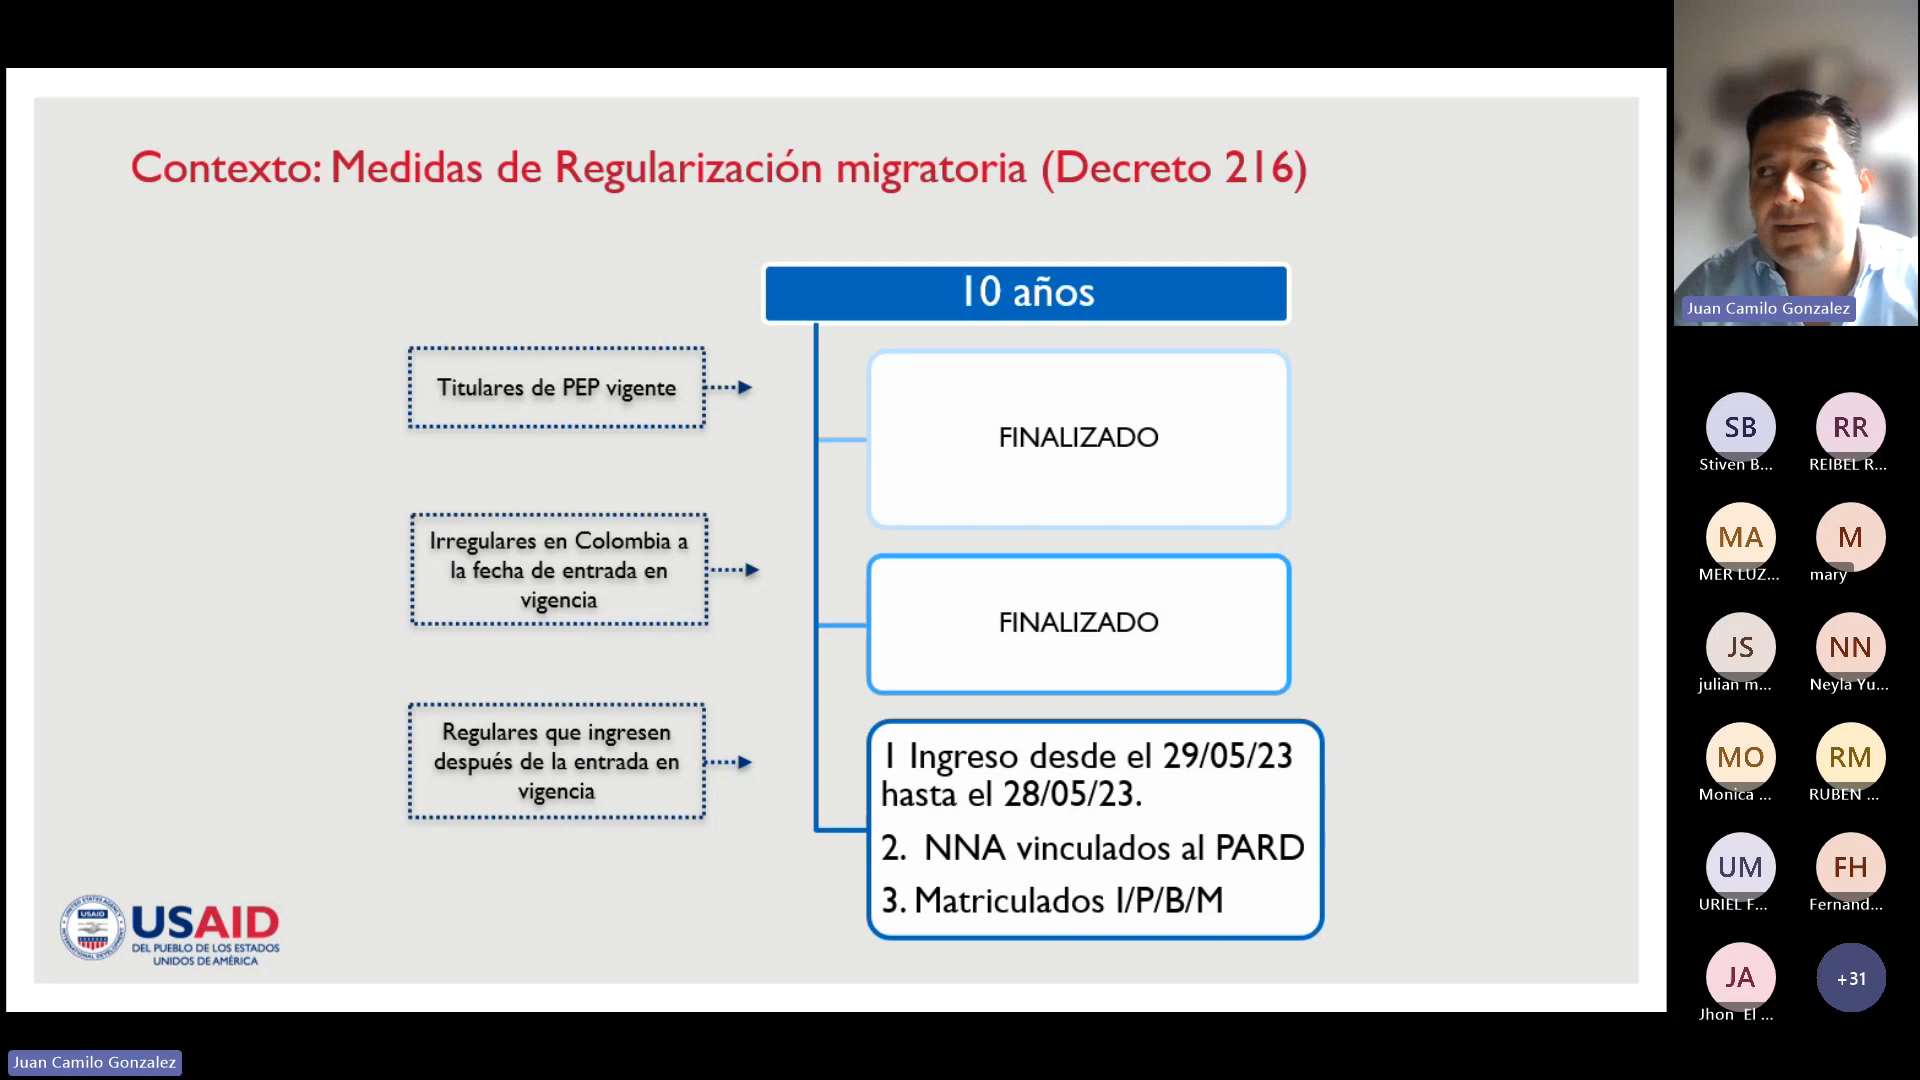 Contexto: Medidas de Regularización migratoria (Decreto 216)
10 años
Titulares de PEP vigente
FINALIZADO
Irregulares en Colombia a
la fecha de entrada en
vigencia
FINALIZADO
Regulares que ingresen
después de la entrada en
vigencia
1 Ingreso desde el 29/05/23
hasta el 28/05/23.
2. NNA vinculados al PARD
3. Matriculados I/P/B/M
USAID
USAID
DEL PUEBLO DE LOS ESTADOS
UNIDOS DE AMÉRICA
Juan Camilo Gonzalez
SB
Stiven B...
RR
REIBEL R...
MA
MER LUZ...
M
mary
JS
julian m...
NN
Neyla Yu...
MO
Monica ...
RM
RUBEN ...
UM
URIEL F...
FH
Fernand...
JA
Jhon El ...
+31
Juan Camilo Gonzalez